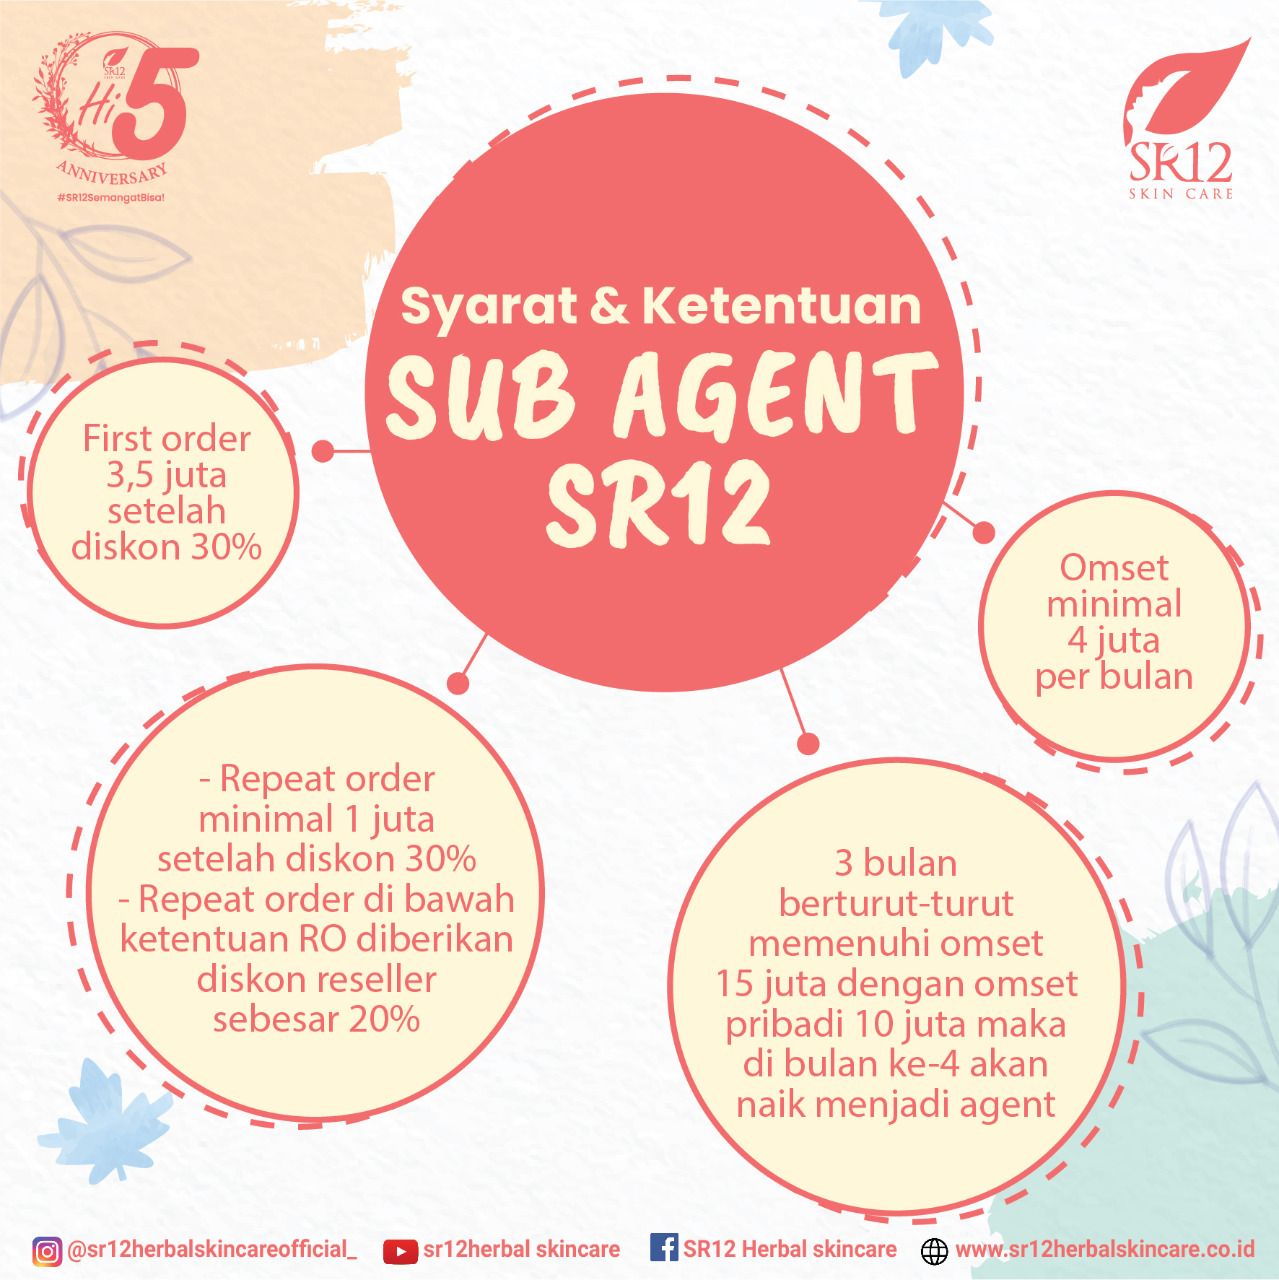 SR12
SKIN CARE
Hi5
ANNIVERSARY
#SR12SemangatBisa!
SR12
SKIN CARE
Syarat & Ketentuan
SUB AGENT
SR12
First order
3,5 juta
setelah
diskon 30%
Omset
minimal
4 juta
per bulan
- Repeat order
minimal 1 juta
setelah diskon 30%
- Repeat order di bawah
ketentuan RO diberikan
diskon reseller
sebesar 20%
3 bulan
berturut-turut
memenuhi omset
15 juta dengan omset
pribadi 10 juta maka
di bulan ke-4 akan
naik menjadi agent
@sr12herbalskincareofficial_
sr12herbal skincare
SR12 Herbal skincare
www.sr12herbalskincare.co.id